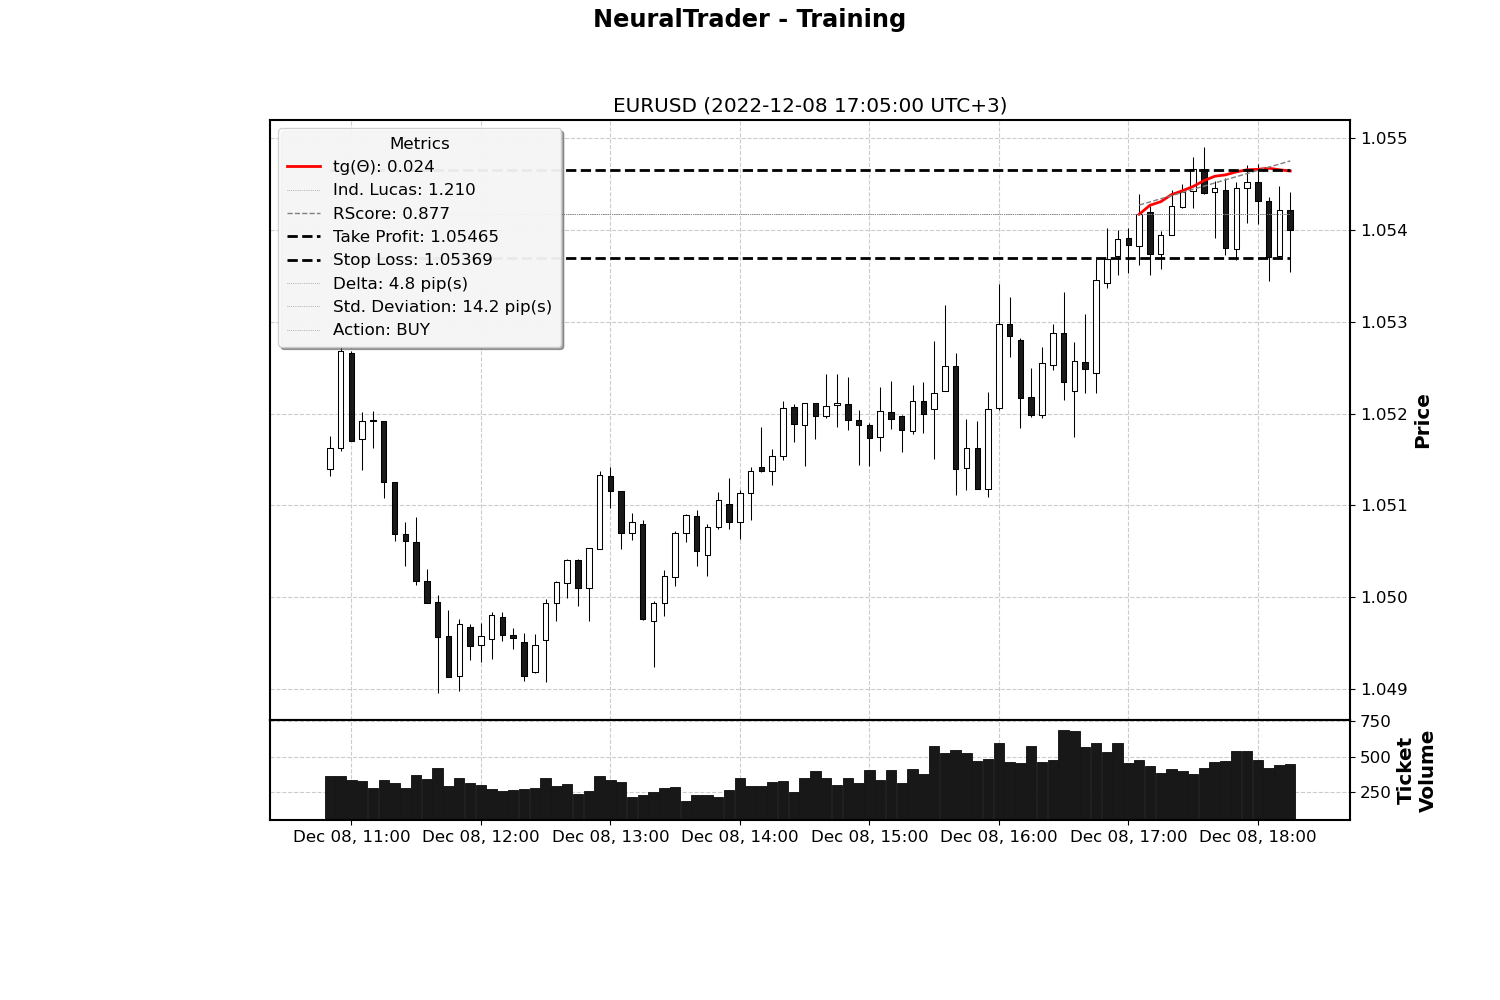 NeuralTrader - Training
EURUSD (2022-12-08 17:05:00 UTC+3)
Metrics
tg(Θ): 0.024
Ind. Lucas: 1.210
RScore: 0.877
Take Profit: 1.05465
Stop Loss: 1.05369
Delta: 4.8 pip(s)
Std. Deviation: 14.2 pip(s)
Action: BUY
1.055
1.054
1.053
1.052
1.051
1.050
1.049
Price
750
500
250
Ticket
Volume
Dec 08, 11:00 Dec 08, 12:00 Dec 08, 13:00 Dec 08, 14:00 Dec 08, 15:00 Dec 08, 16:00 Dec 08, 17:00 Dec 08, 18:00